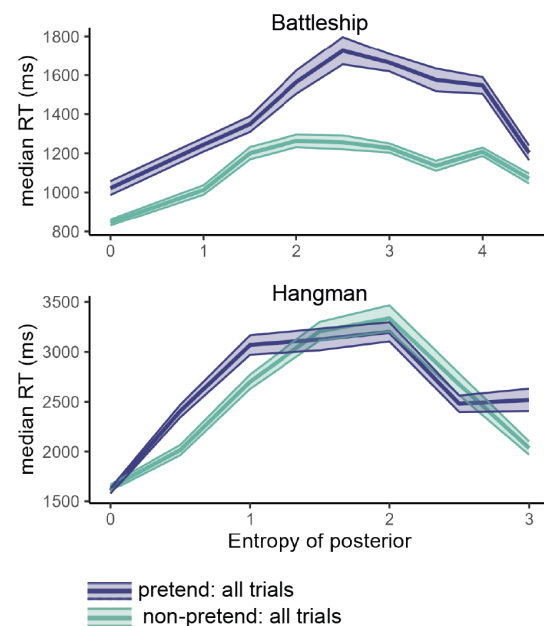 Battleship
median RT (ms)
1800
1600
1400
1200
1000
800
0 1 2 3 4
Hangman
median RT (ms)
3500
3000
2500
2000
1500
0 1 2 3
Entropy of posterior
pretend: all trials
non-pretend: all trials